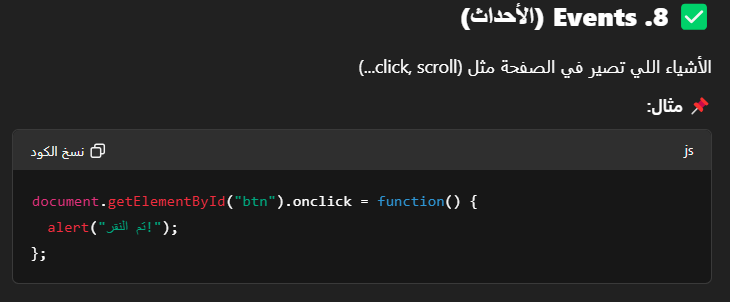 ✅ 8. Events (الأحداث)
الأشياء اللي تصير في الصفحة مثل (click, scroll...)
📌 مثال:
js نسخ الكود
document.getElementById("btn").onclick = function() {
  alert("تم النقر!");
};